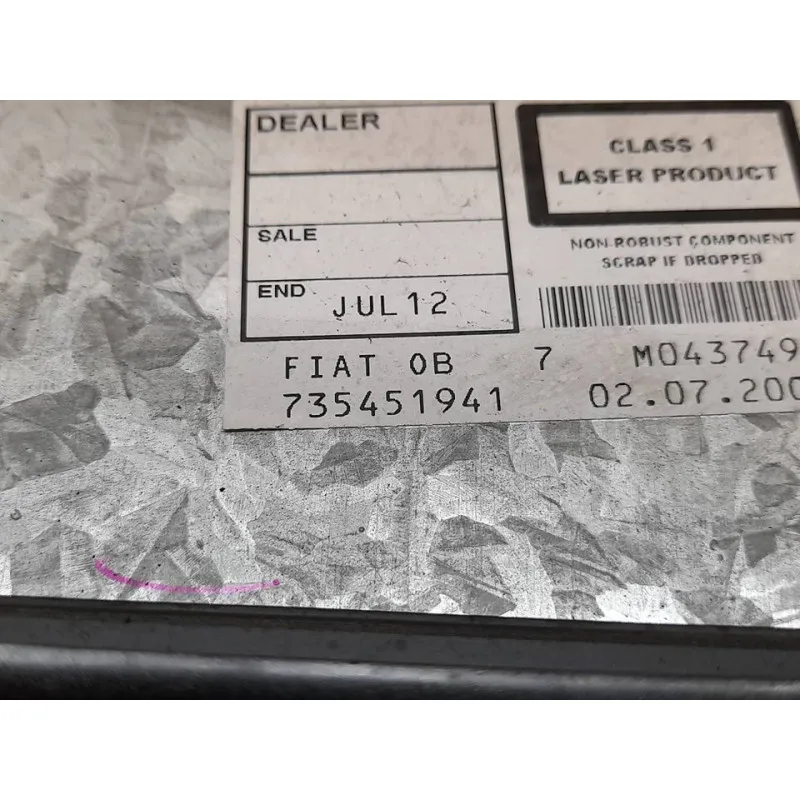 DEALER
SALE
END JUL12
CLASS 1
LASER PRODUCT
NON-ROBUST COMPONENT
SCRAP IF DROPPED
FIAT 0B 7 M043749
735451941 02.07.200